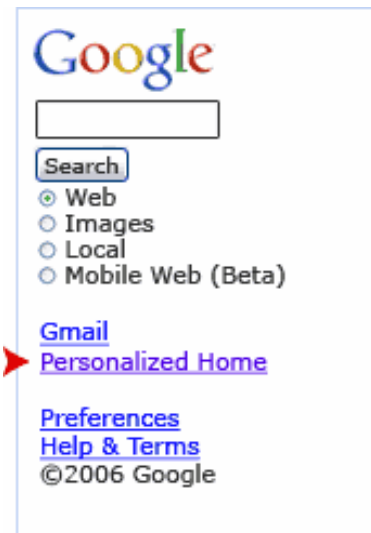 Google
Search
Web
Images
Local
Mobile Web (Beta)
Gmail
Personalized Home
Preferences
Help & Terms
©2006 Google